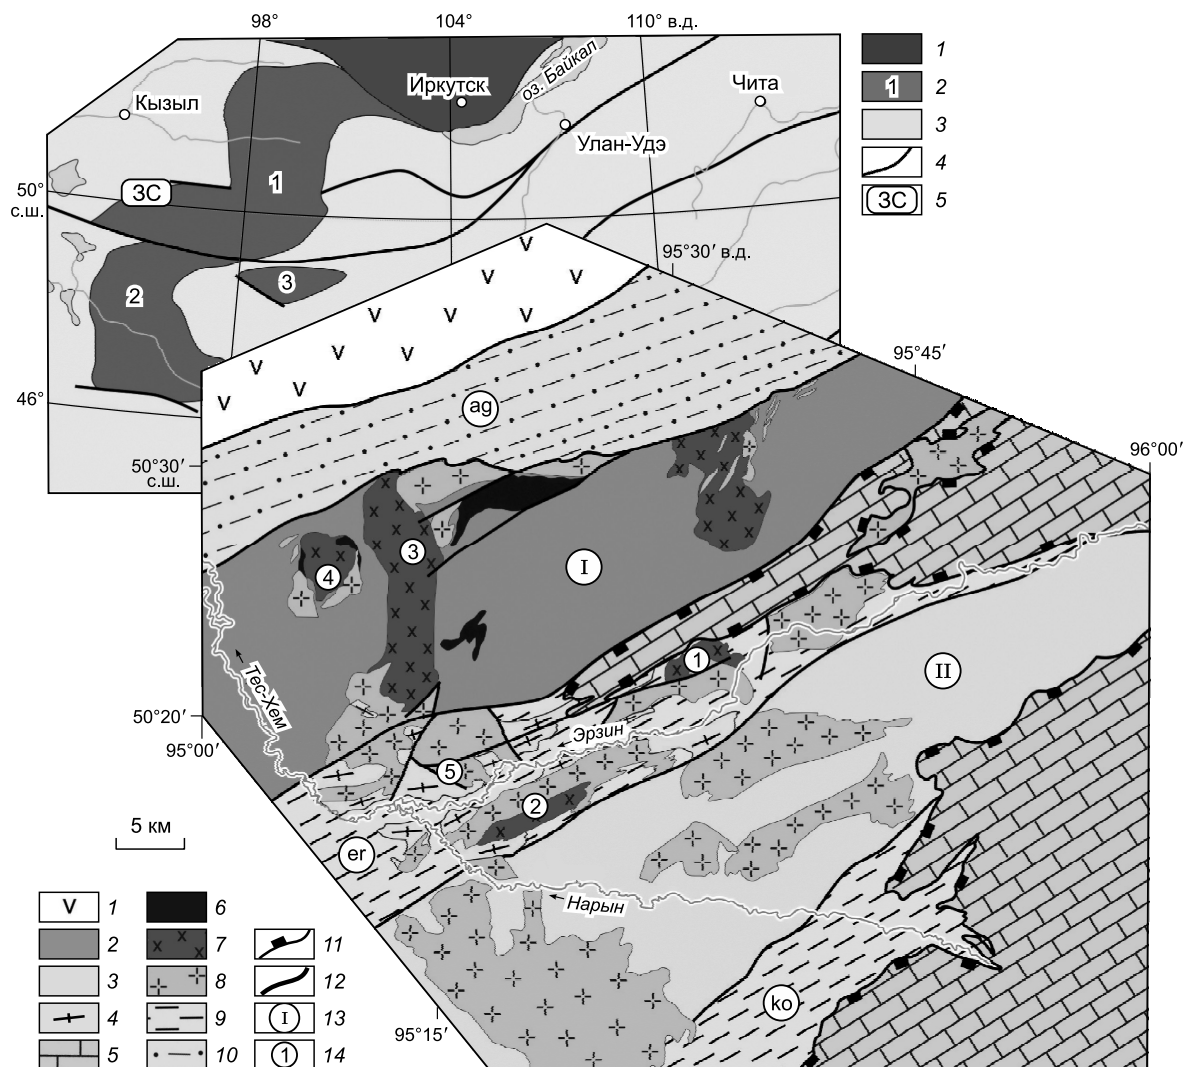 98°
104°
110° в.д.
Кызыл
Иркутск
оз. Байкал
Чита
Улан-Удэ
50°
с.ш.
ЗС
1
2
3
46°
1
1
2
3
4
ЗС
5
V V V V V V V V V V V
95°30′ в.д.
95°45′
96°00′
ag
50°30′
с.ш.
3
4
I
1
II
Тес-Хем
50°20′
95°00′
Эрзин
5
2
5 км
er
Нарын
ko
95°15′
V
1
2
3
4
5
6
7
8
9
10
11
12
I
13
1
14